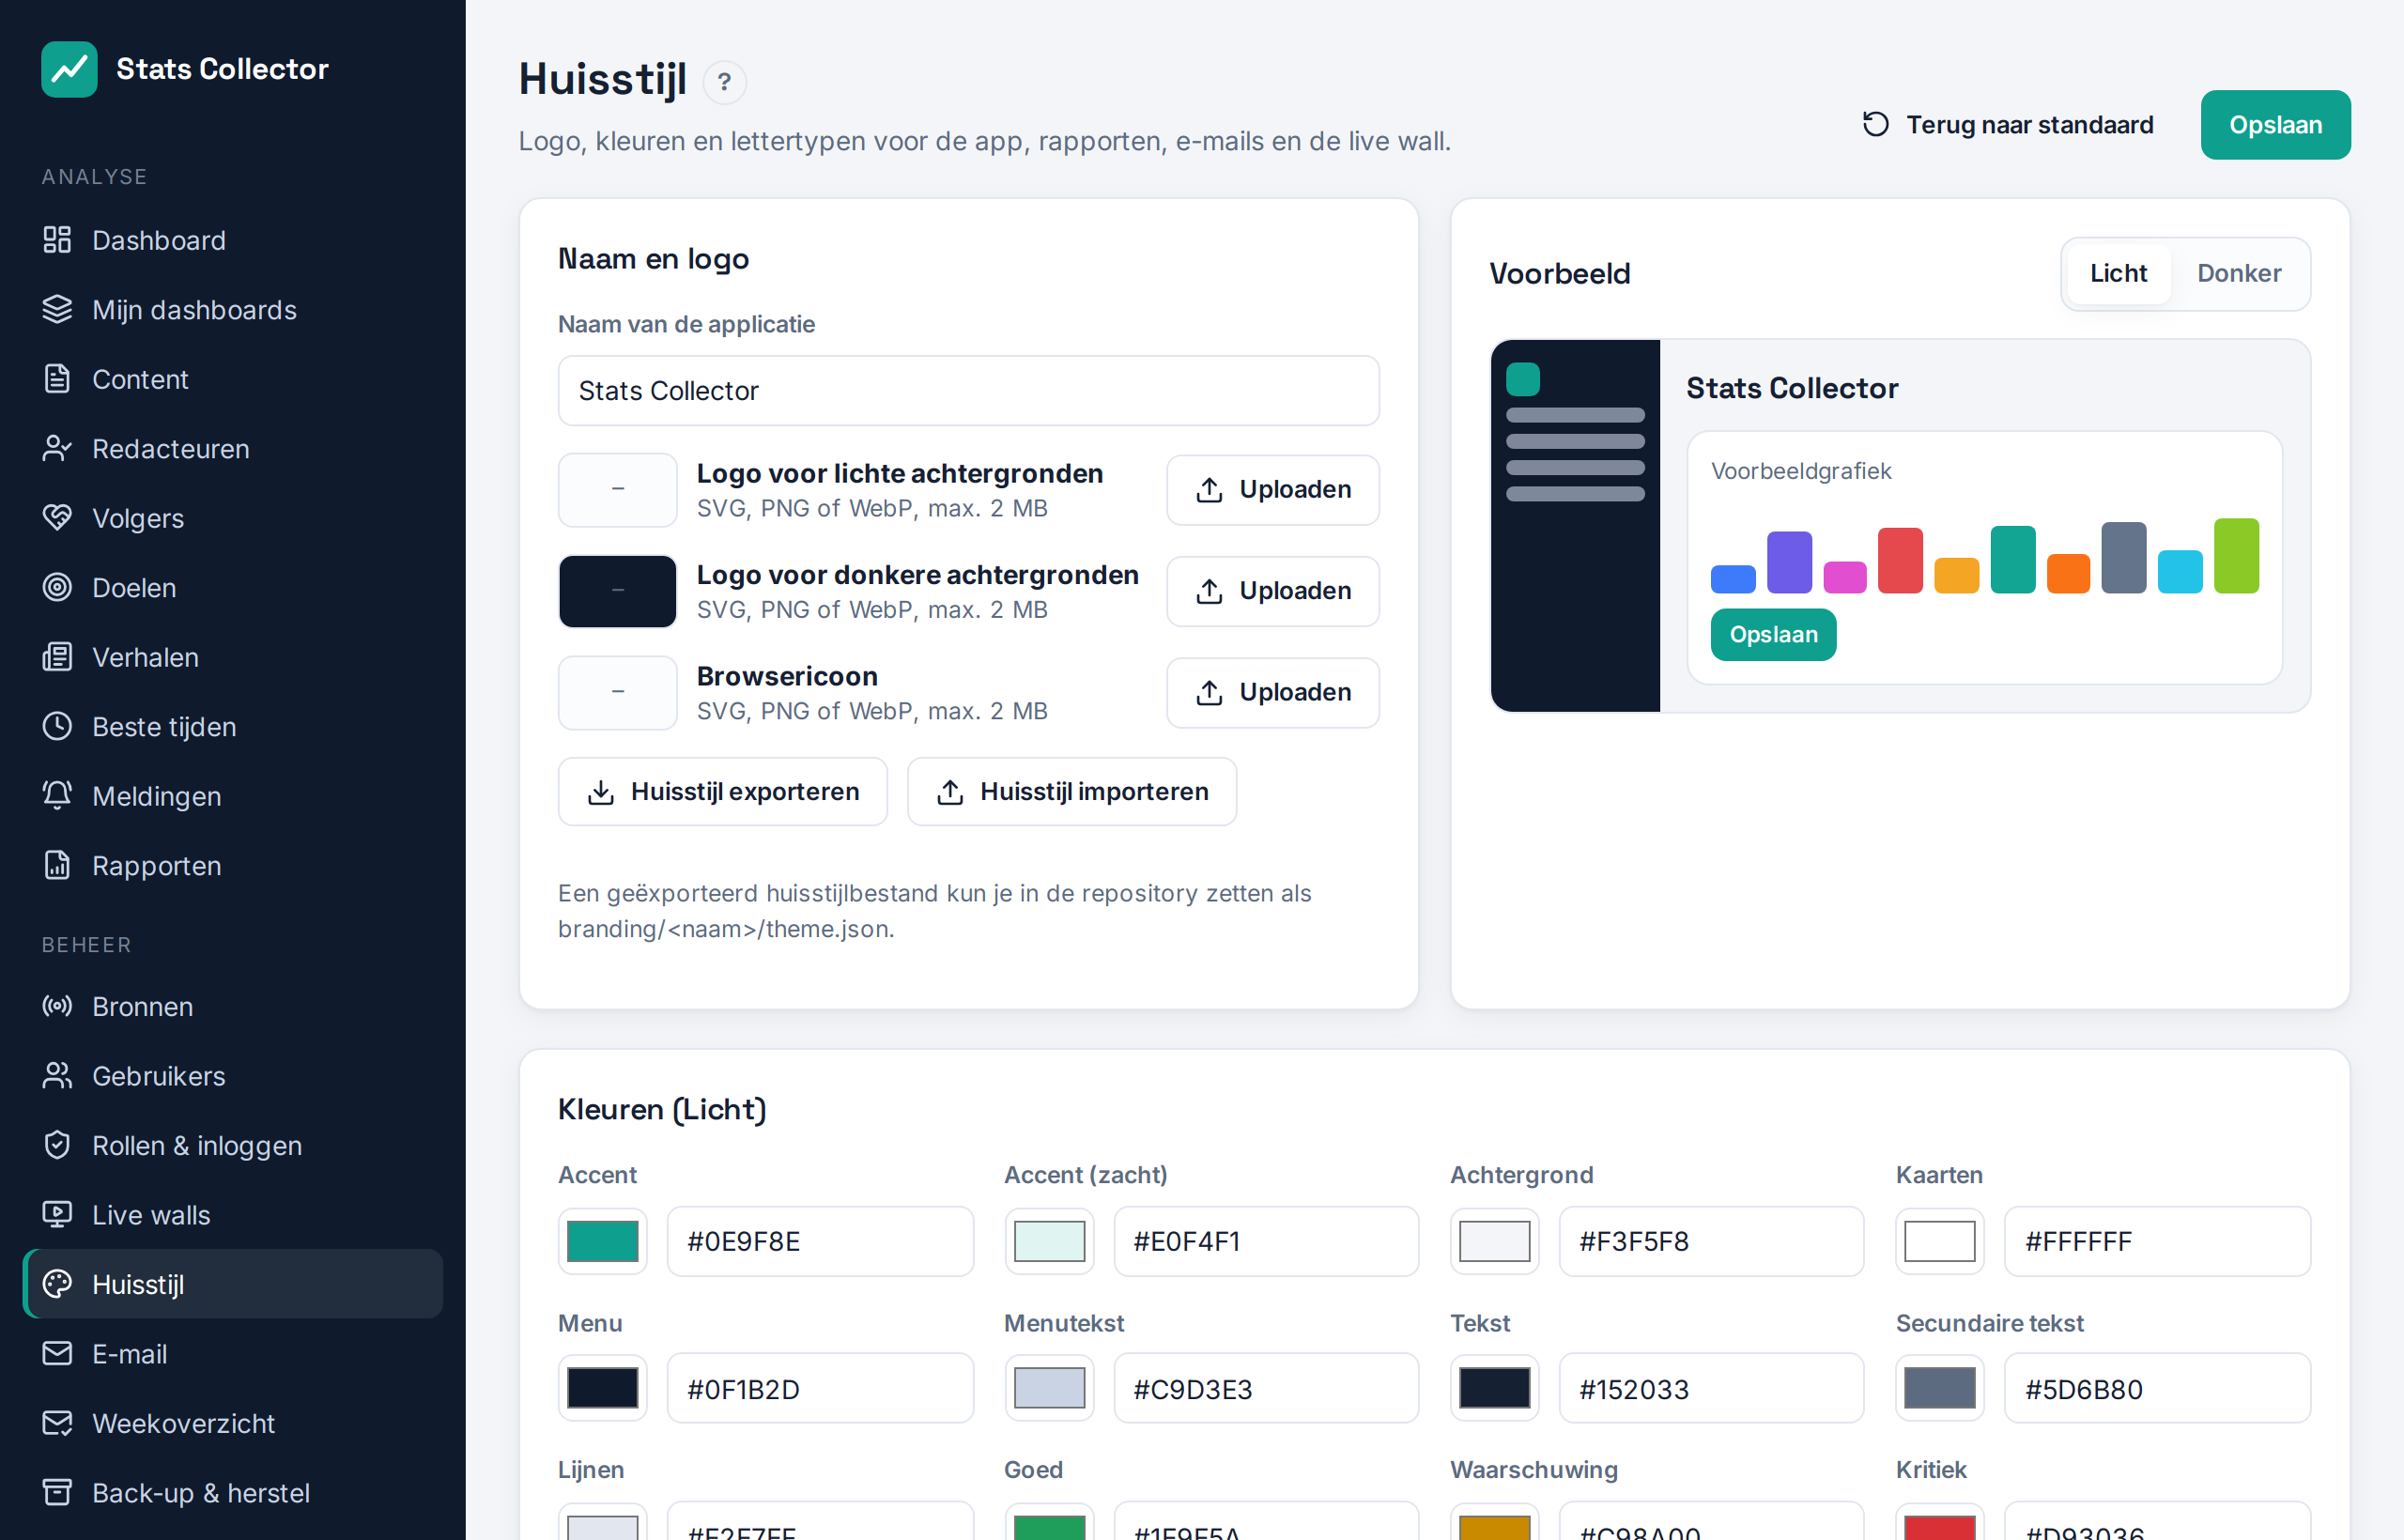 Stats Collector
ANALYSE
Dashboard
Mijn dashboards
Content
Redacteuren
Volgers
Doelen
Verhalen
Beste tijden
Meldingen
Rapporten
BEHEER
Bronnen
Gebruikers
Rollen & inloggen
Live walls
Huisstijl
E-mail
Weekoverzicht
Back-up & herstel
Huisstijl ?
Logo, kleuren en lettertypen voor de app, rapporten, e-mails en de live wall.
Terug naar standaard
Opslaan
Naam en logo
Naam van de applicatie
Stats Collector
– Logo voor lichte achtergronden
SVG, PNG of WebP, max. 2 MB
Uploaden
– Logo voor donkere achtergronden
SVG, PNG of WebP, max. 2 MB
Uploaden
– Browsericoon
SVG, PNG of WebP, max. 2 MB
Uploaden
Huisstijl exporteren
Huisstijl importeren
Een geëxporteerd huisstijlbestand kun je in de repository zetten als
branding/<naam>/theme.json.
Voorbeeld
Licht
Donker
Stats Collector
Voorbeeldgrafiek
Opslaan
Kleuren (Licht)
Accent
#0E9F8E
Accent (zacht)
#E0F4F1
Achtergrond
#F3F5F8
Kaarten
#FFFFFF
Menu
#0F1B2D
Menutekst
#C9D3E3
Tekst
#152033
Secundaire tekst
#5D6B80
Lijnen
Goed
Waarschuwing
#C98A00
Kritiek
#D93036